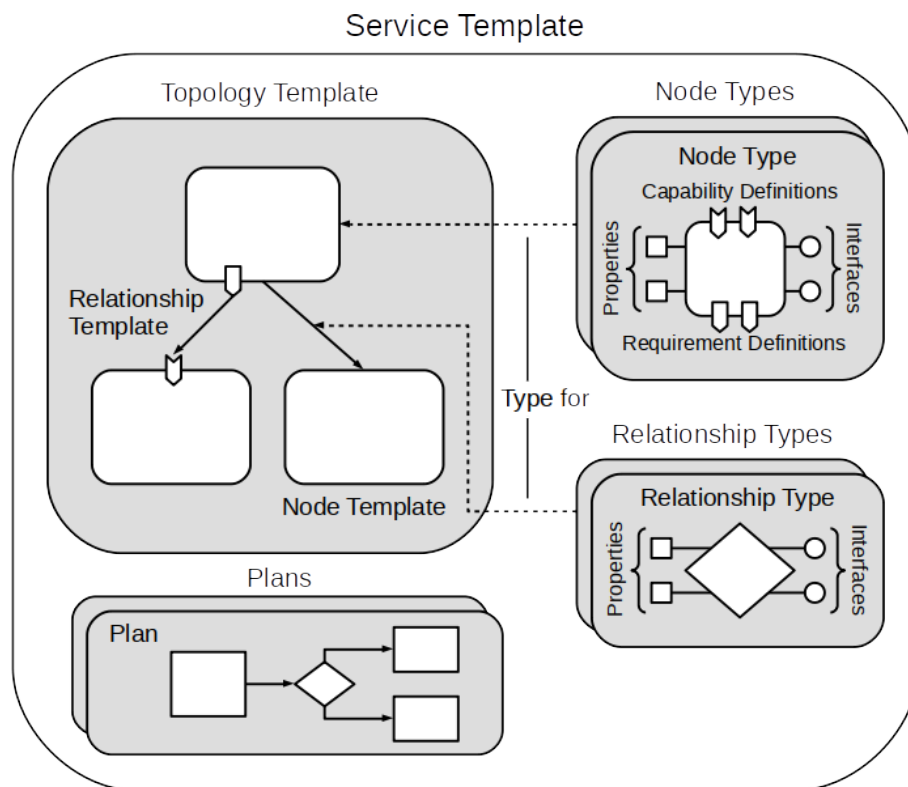 Service Template
Topology Template
Relationship
Template
Node Template
Type for
Node Types
Node Type
Capability Definitions
Properties
Interfaces
Requirement Definitions
Relationship Types
Relationship Type
Properties
Interfaces
Plans
Plan